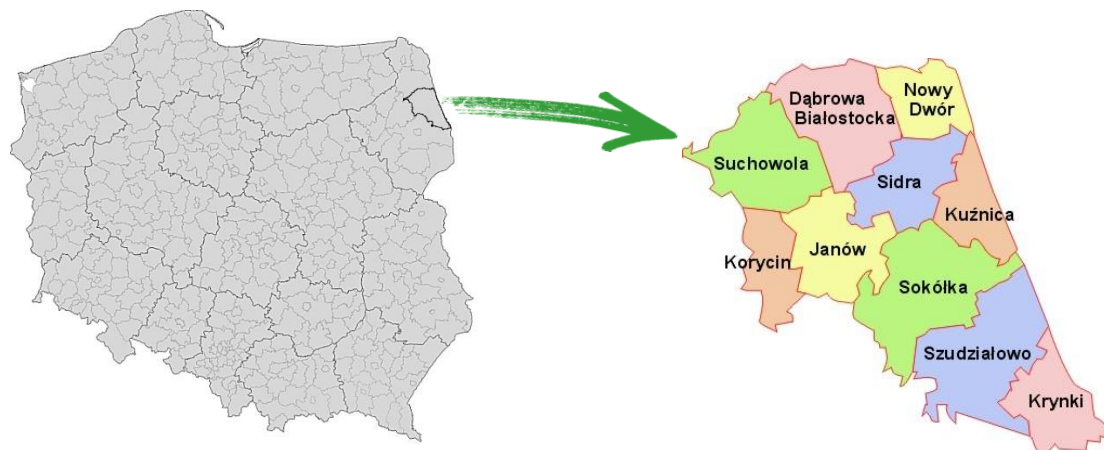 Nowy
Dwór
Dąbrowa
Białostocka
Suchowola
Sidra
Kuźnica
Janów
Korycin
Sokółka
Szudziałowo
Krynki